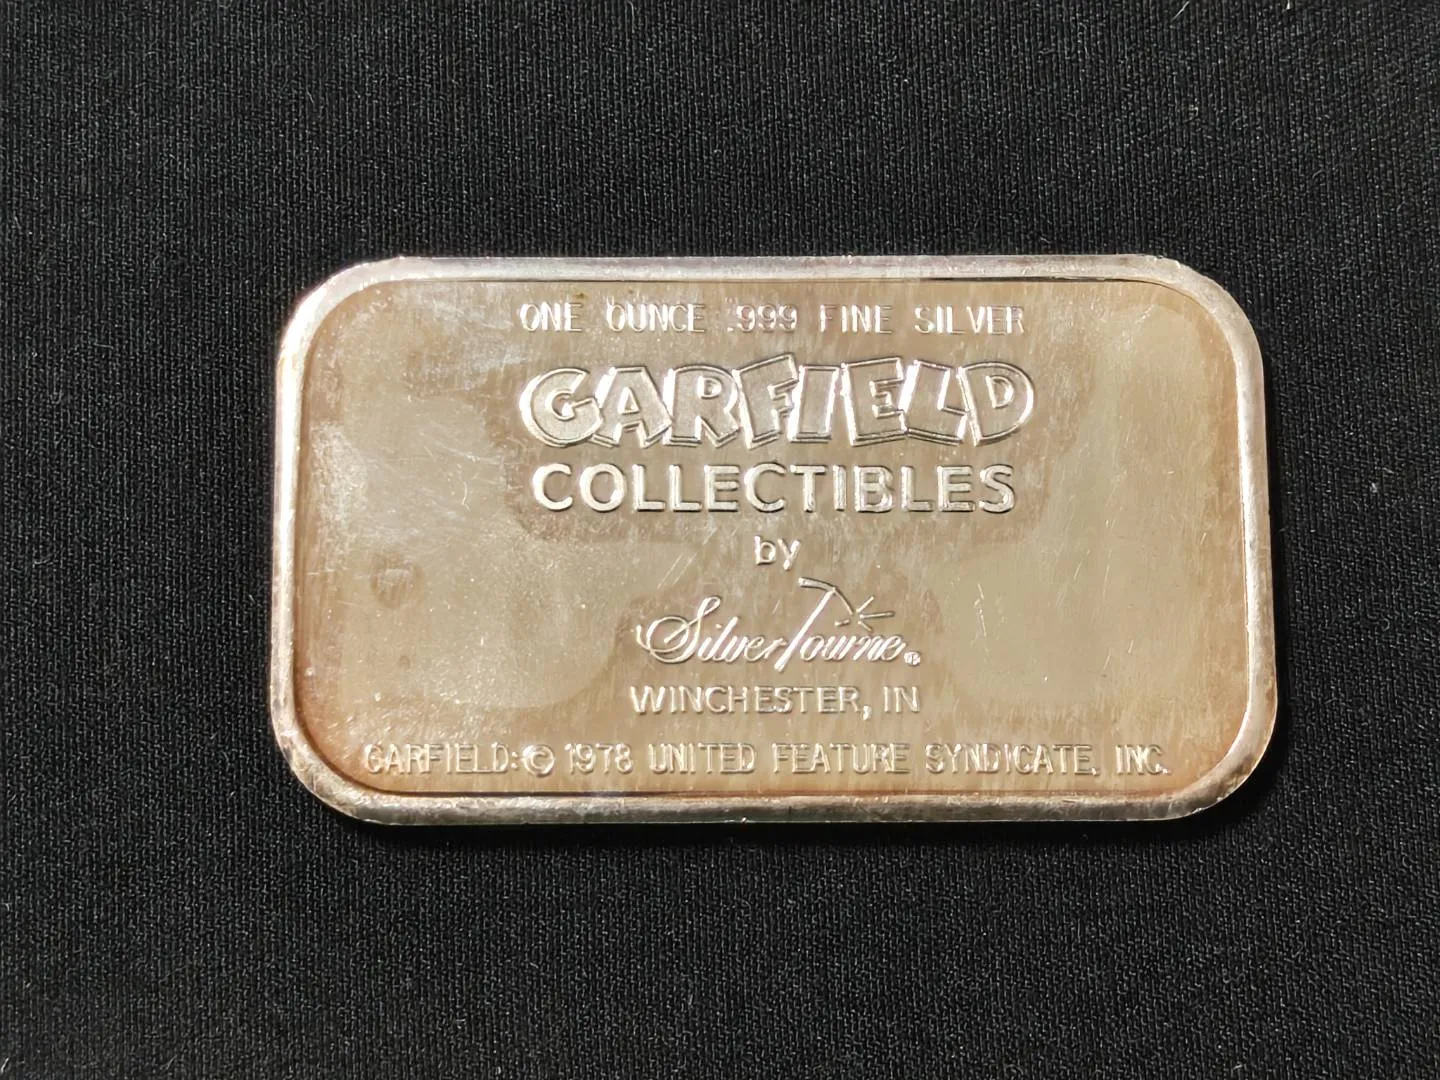 ONE OUNCE .999 FINE SILVER
GARFIELD
COLLECTIBLES
by
SilverTowne®
WINCHESTER, IN
GARFIELD:© 1978 UNITED FEATURE SYNDICATE, INC.